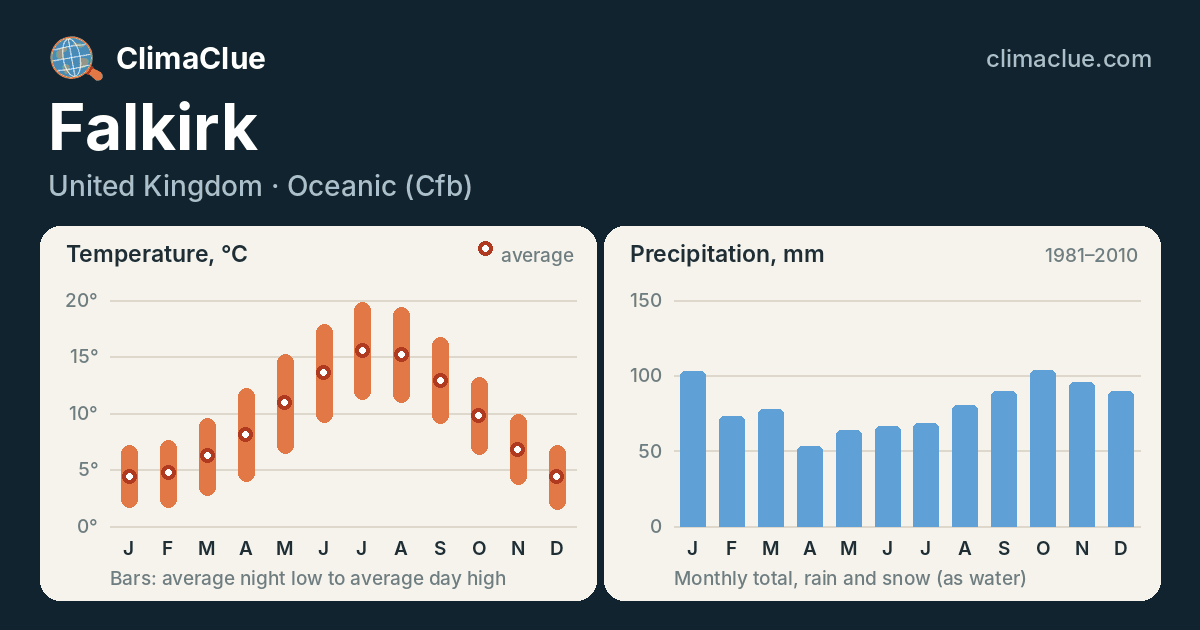 ClimaClue
climaclue.com
Falkirk
United Kingdom · Oceanic (Cfb)
Temperature, °C
average
20°
15°
10°
5°
0°
J F M A M J J A S O N D
Bars: average night low to average day high
Precipitation, mm
1981–2010
150
100
50
0
J F M A M J J A S O N D
Monthly total, rain and snow (as water)